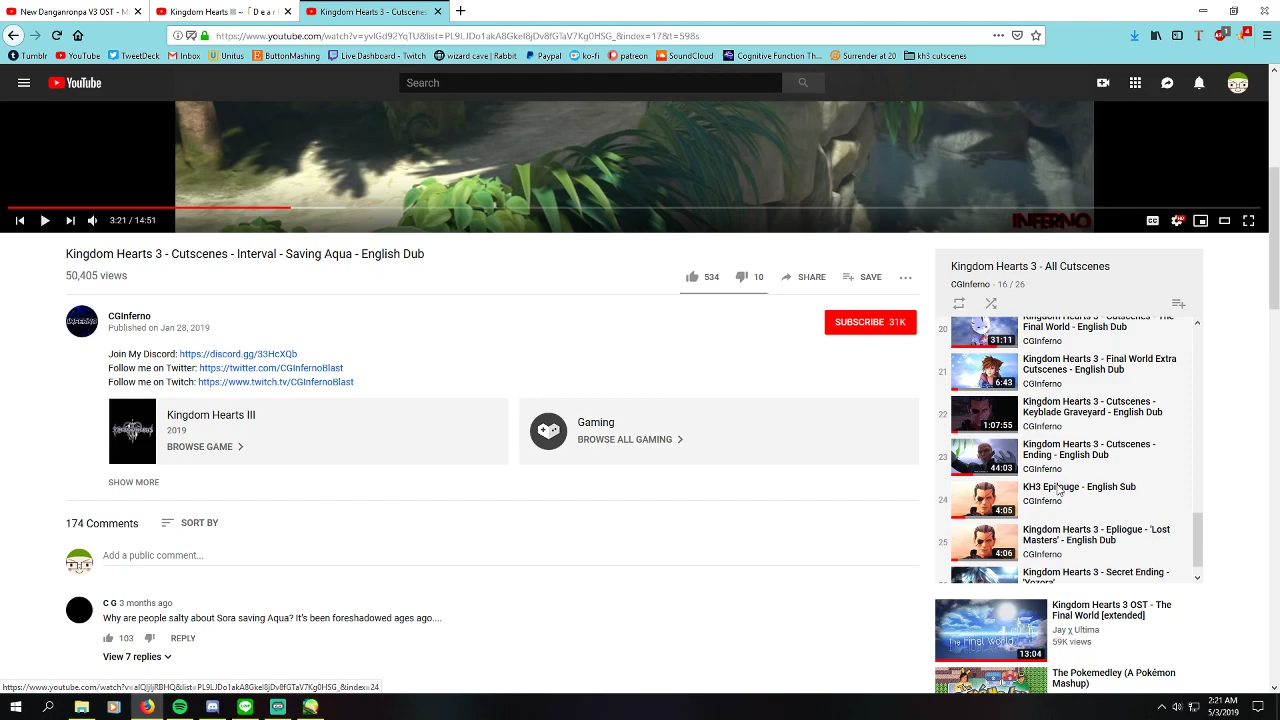 New Danganronpa V3 OST - M
Kingdom Hearts
Kingdom Hearts 3 - Cutscenes
https://www.youtube.com/watch?v=yvlGd92YqTU&list=PL9LJDo1akA8Gkel8jDv8fGTaV7Kg0HSG_&index=17&t=598s
Tumblr YouTube TweetDeck Inbox Unitus ButtonMashing Twitch Live Dashboard - Twitch wizard cave | Rabbit Paypal ko-fi patreon SoundCloud Cognitive Function Th... Surrender at 20 kh3 cutscenes
YouTube
Search
INFERNO
3:21 / 14:51
CC
HD
Kingdom Hearts 3 - Cutscenes - Interval - Saving Aqua - English Dub
50,405 views
534 10 SHARE SAVE
CGInferno
Published on Jan 28, 2019
SUBSCRIBE 31K
Join My Discord: https://discord.gg/33HcXQb
Follow me on Twitter: https://twitter.com/CGInfernoBlast
Follow me on Twitch: https://www.twitch.tv/CGInfernoBlast
Kingdom Hearts III
2019
BROWSE GAME
Gaming
BROWSE ALL GAMING
SHOW MORE
174 Comments SORT BY
Add a public comment...
C G 3 months ago
Why are people salty about Sora saving Aqua? It's been foreshadowed ages ago....
103 REPLY
View 7 replies
Kingdom Hearts 3 - All Cutscenes
CGInferno - 16 / 26
20
31:11
Kingdom Hearts 3 - Cutscenes - The
Final World - English Dub
CGInferno
21
6:43
Kingdom Hearts 3 - Final World Extra
Cutscenes - English Dub
CGInferno
22
1:07:55
Kingdom Hearts 3 - Cutscenes -
Keyblade Graveyard - English Dub
CGInferno
23
44:03
Kingdom Hearts 3 - Cutscenes -
Ending - English Dub
CGInferno
24
4:05
KH3 Epilouge - English Sub
CGInferno
25
4:06
Kingdom Hearts 3 - Epliogue - 'Lost
Masters' - English Dub
CGInferno
Kingdom Hearts 3 - Secret Ending -
'Yozora'
The Final World
13:04
Kingdom Hearts 3 OST - The
Final World [extended]
Jay χ Ultima
59K views
The Pokemedley (A Pokémon
Mashup)
2:21 AM
5/3/2019